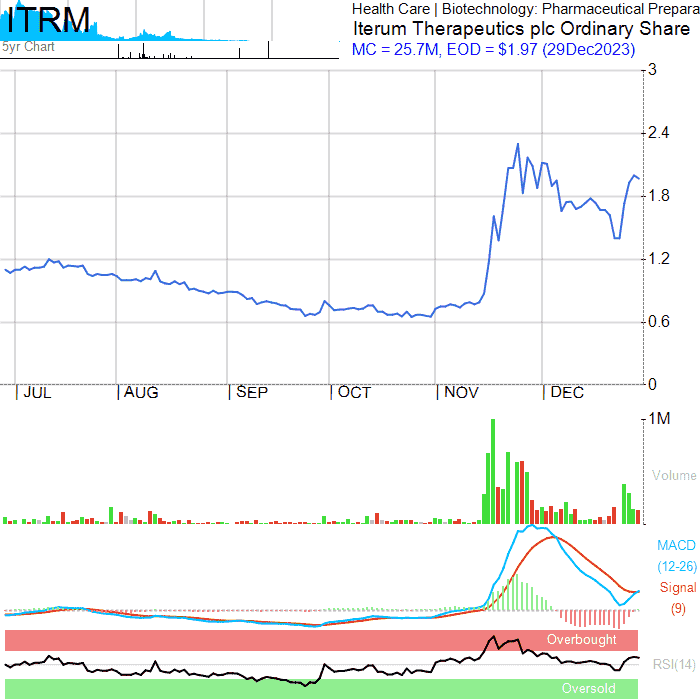 ITRM
5yr Chart
Health Care | Biotechnology: Pharmaceutical Prepara
Iterum Therapeutics plc Ordinary Share
MC = 25.7M, EOD = $1.97 (29Dec2023)
3
2.4
1.8
1.2
0.6
0
JUL AUG SEP OCT NOV DEC
1M
Volume
MACD
(12-26)
Signal
(9)
Overbought
RSI(14)
Oversold